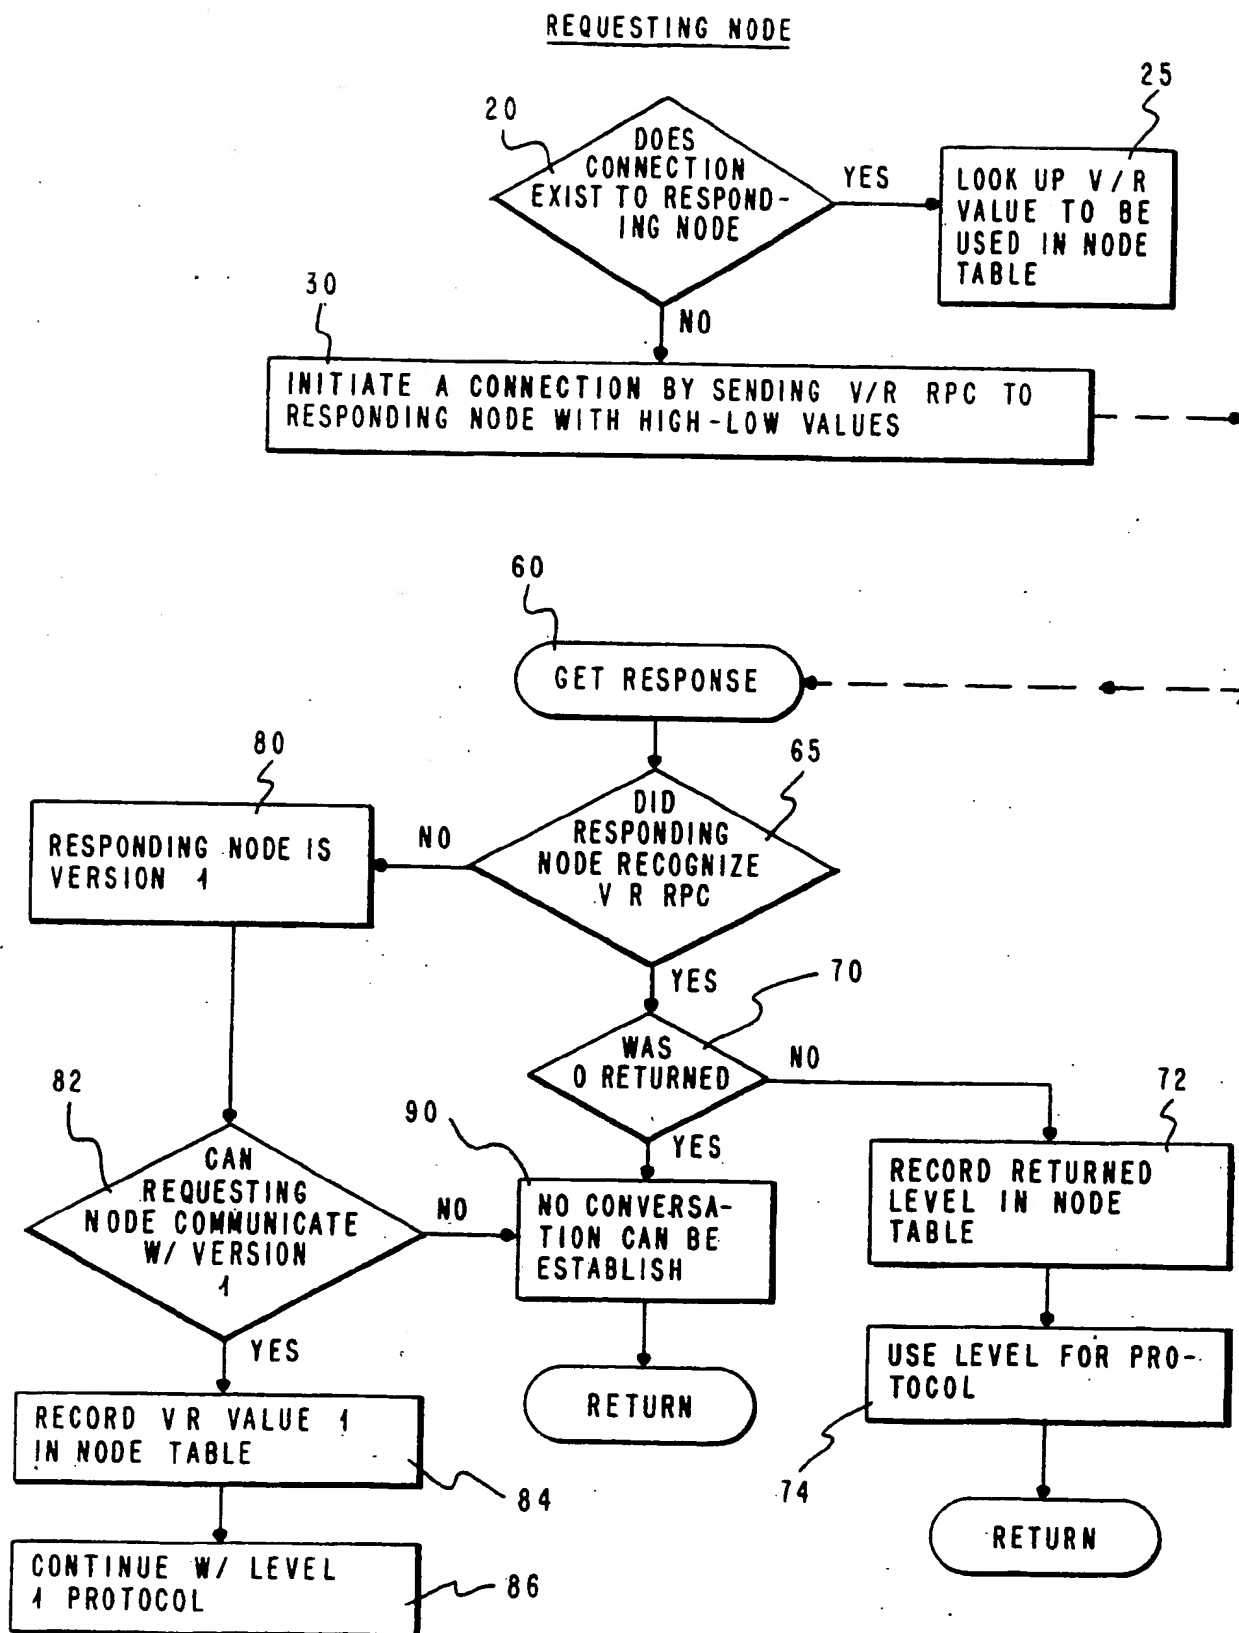 REQUESTING NODE
20
DOES
CONNECTION
EXIST TO RESPOND-
ING NODE
YES
25
LOOK UP V/R
VALUE TO BE
USED IN NODE
TABLE
NO
30
INITIATE A CONNECTION BY SENDING V/R RPC TO
RESPONDING NODE WITH HIGH-LOW VALUES
60
GET RESPONSE
65
DID
RESPONDING
NODE RECOGNIZE
V R RPC
NO
80
RESPONDING NODE IS
VERSION 1
YES
70
WAS
0 RETURNED
NO
72
RECORD RETURNED
LEVEL IN NODE
TABLE
82
CAN
REQUESTING
NODE COMMUNICATE
W/ VERSION
1
NO
90
YES
NO CONVERSA-
TION CAN BE
ESTABLISH
USE LEVEL FOR PRO-
TOCOL
74
YES
RETURN
RECORD VR VALUE 1
IN NODE TABLE
84
RETURN
CONTINUE W/ LEVEL
1 PROTOCOL
86